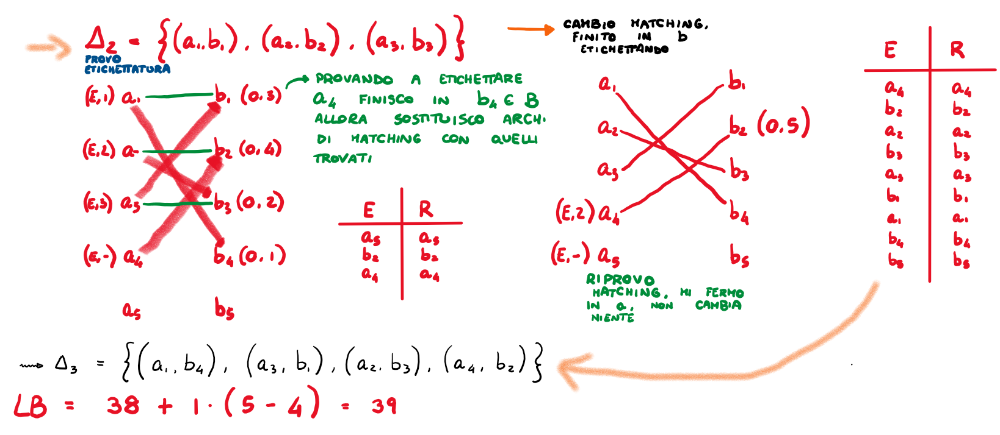 Δ₂ = {(a₁,b₁), (a₂,b₂), (a₃,b₃)}
PROVO
ETICHETTATURA
CAMBIO MATCHING,
FINITO IN b
ETICHETTANDO
(E,1) a₁ b₁ (0,3)
(E,2) a- b₂ (0,4)
(E,3) a₃ b₃ (0,2)
(E,-) a₄ b₄ (0,1)
a₅ b₅
PROVANDO A ETICHETTARE
a₄ FINISCO IN b₄ ∈ B
ALLORA SOSTITUISCO ARCHI
DI MATCHING CON QUELLI
TROVATI
E R
a₅ a₅
b₂ b₂
a₄ a₄
a₁ b₁
a₂ b₂ (0,5)
a₃ b₃
(E,2) a₄ b₄
(E,-) a₅ b₅
RIPROVO
MATCHING, MI FERMO
IN a, NON CAMBIA
NIENTE
E R
a₄ a₄
b₂ b₂
a₂ a₂
b₃ b₃
a₃ a₃
b₁ b₁
a₁ a₁
b₄ b₄
b₅ b₅
Δ₃ = {(a₁,b₄), (a₃,b₁), (a₂,b₃), (a₄,b₂)}
LB = 38 + 1·(5-4) = 39